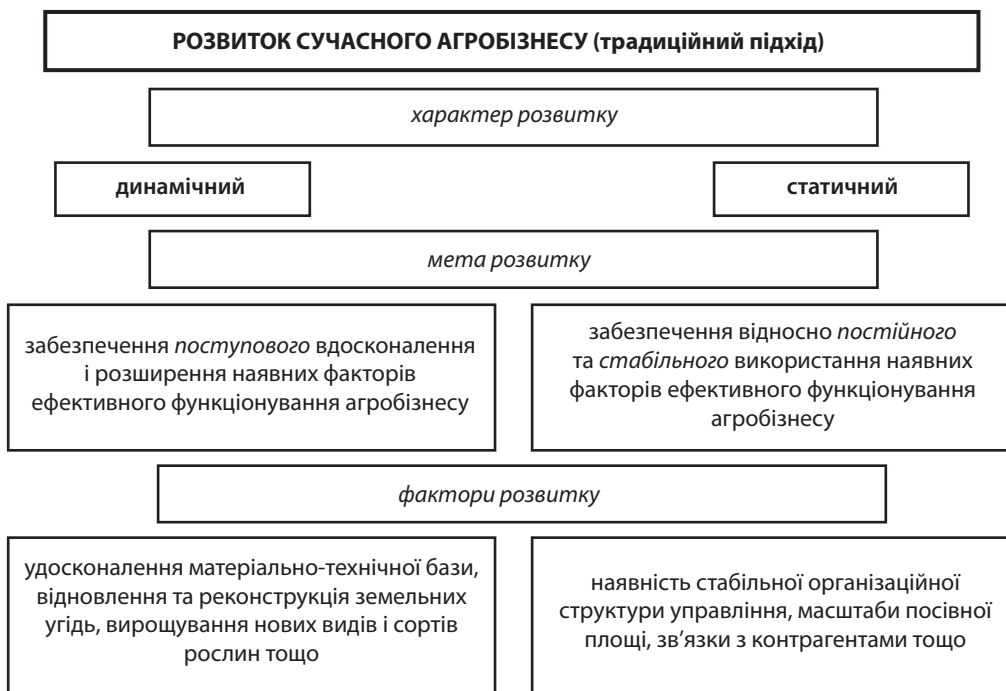 РОЗВИТОК СУЧАСНОГО АГРОБІЗНЕСУ (традиційний підхід)
характер розвитку
динамічний
статичний
мета розвитку
забезпечення поступового вдосконалення
і розширення наявних факторів
ефективного функціонування агробізнесу
забезпечення відносно постійного
та стабільного використання наявних
факторів ефективного функціонування
агробізнесу
фактори розвитку
удосконалення матеріально-технічної бази,
відновлення та реконструкція земельних
угідь, вирощування нових видів і сортів
рослин тощо
наявність стабільної організаційної
структури управління, масштаби посівної
площі, зв’язки з контрагентами тощо